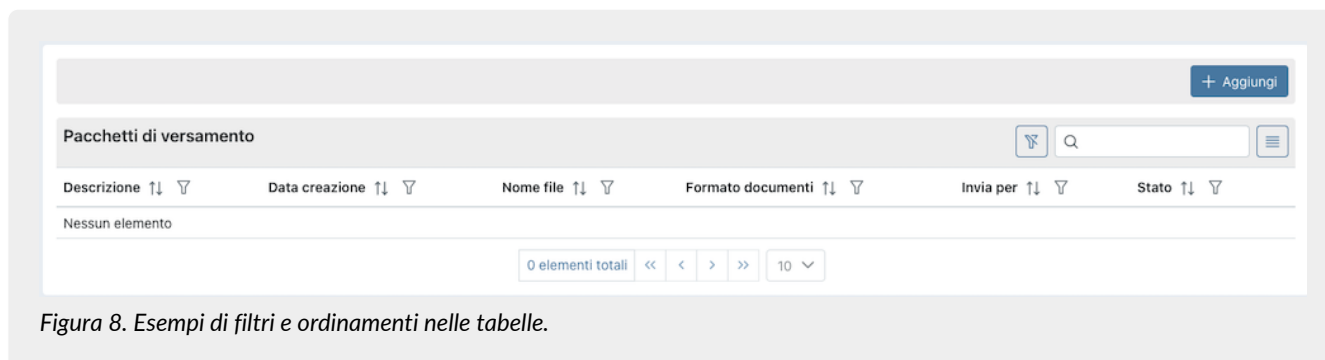 + Aggiungi
Pacchetti di versamento
Descrizione Data creazione Nome file Formato documenti Invia per Stato
Nessun elemento
0 elementi totali << < > >> 10
Figura 8. Esempi di filtri e ordinamenti nelle tabelle.